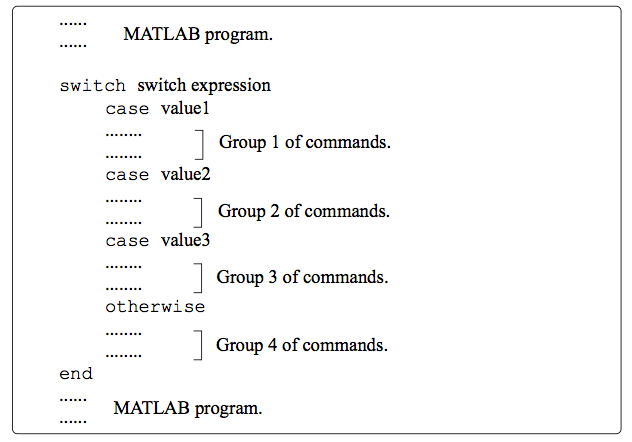 ......
...... MATLAB program.
switch switch expression
case value1
........
........ Group 1 of commands.
case value2
........
........ Group 2 of commands.
case value3
........
........ Group 3 of commands.
otherwise
........
........ Group 4 of commands.
end
......
...... MATLAB program.